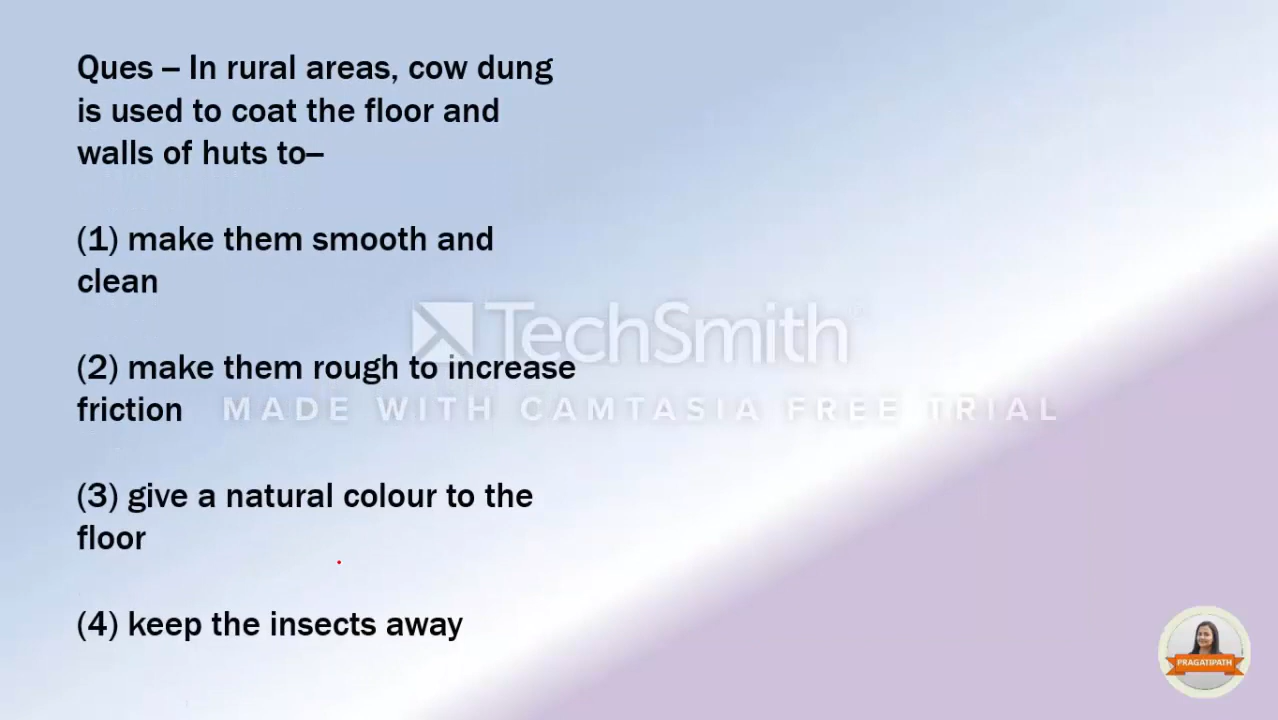 Ques – In rural areas, cow dung
is used to coat the floor and
walls of huts to–
(1) make them smooth and
clean
(2) make them rough to increase
friction
(3) give a natural colour to the
floor
(4) keep the insects away
TechSmith
MADE WITH CAMTASIA FREE TRIAL
PRAGATIPATH